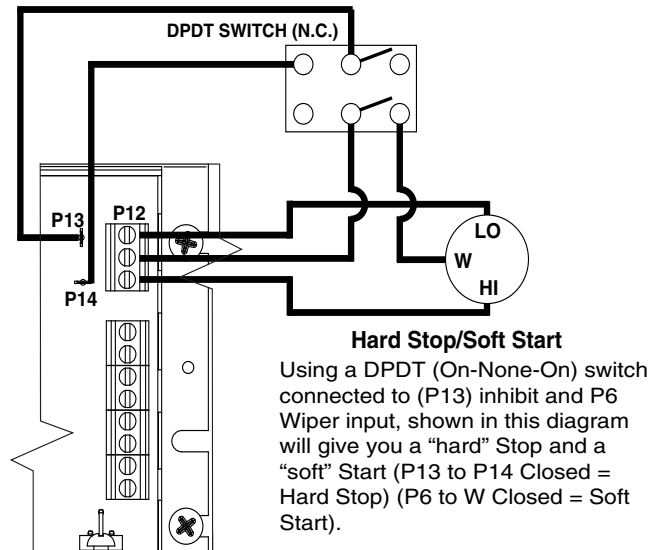 DPDT SWITCH (N.C.)
P13
P12
P14
LO
W
HI
Hard Stop/Soft Start
Using a DPDT (On-None-On) switch
connected to (P13) inhibit and P6
Wiper input, shown in this diagram
will give you a “hard” Stop and a
“soft” Start (P13 to P14 Closed =
Hard Stop) (P6 to W Closed = Soft
Start).